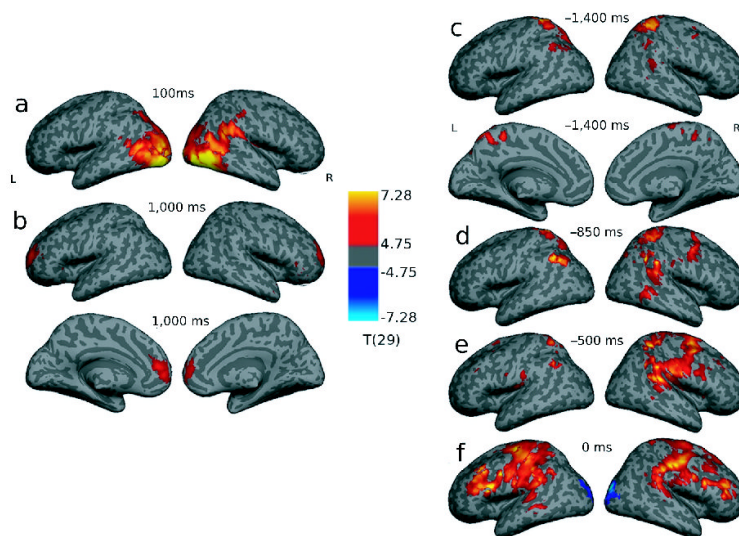 a
100ms
L
R
b
1,000 ms
1,000 ms
7.28
4.75
-4.75
-7.28
T(29)
c
–1,400 ms
L
–1,400 ms
R
d
–850 ms
e
–500 ms
f
0 ms